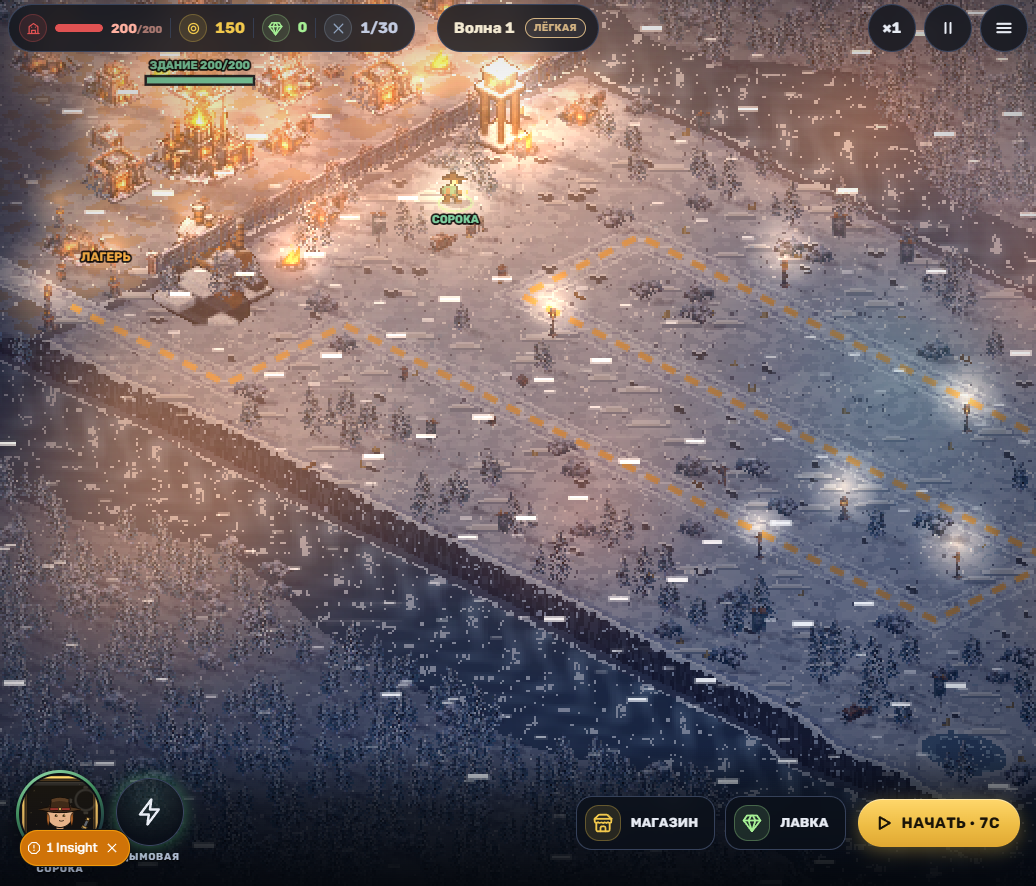 200/200
150
0
1/30
Волна 1
ЛЁГКАЯ
×1
ЗДАНИЕ 200/200
СОРОКА
ЛАГЕРЬ
МАГАЗИН
ЛАВКА
НАЧАТЬ • 7С
1 Insight
ЫМОВАЯ
СОРОКА